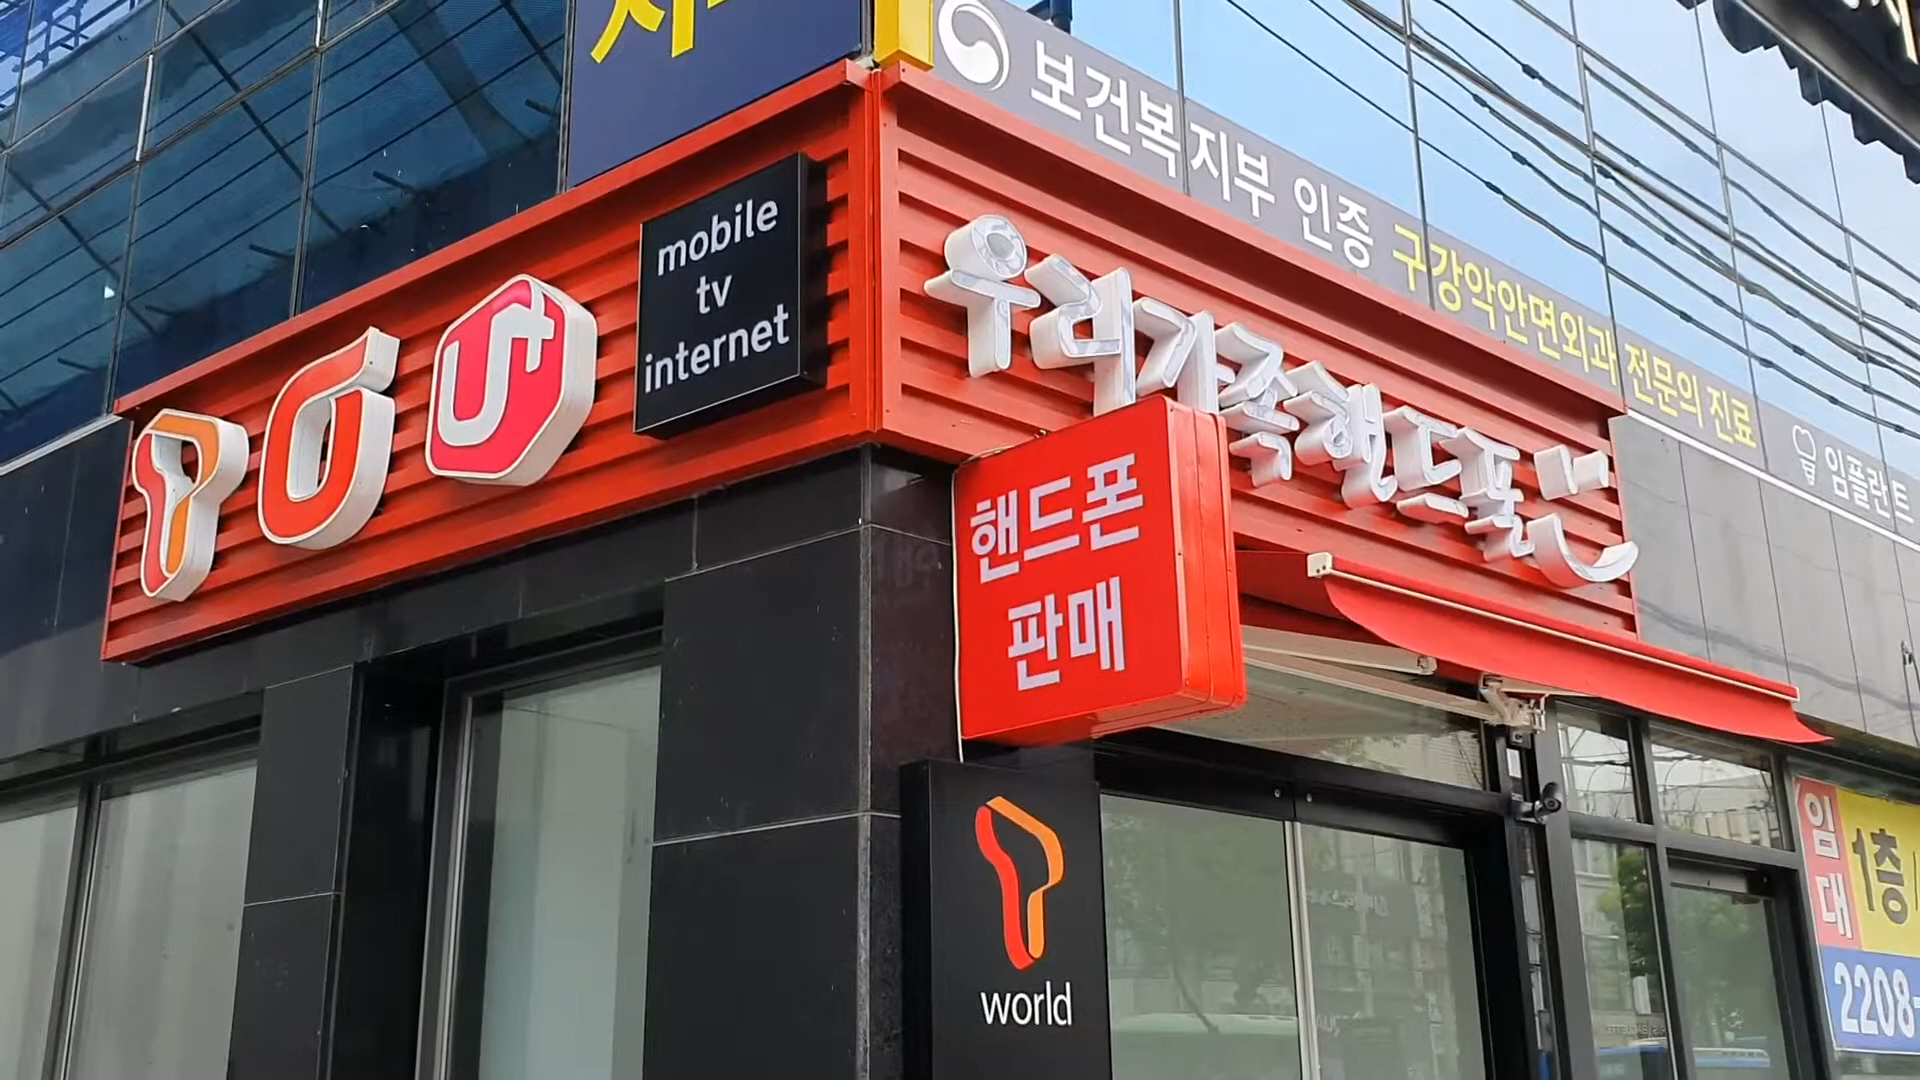 보건복지부 인증 구강악안면외과 전문의 진료
임플란트
mobile
tv
internet
U+
우리가족핸드폰
핸드폰
판매
T world
임대
1층
2208-